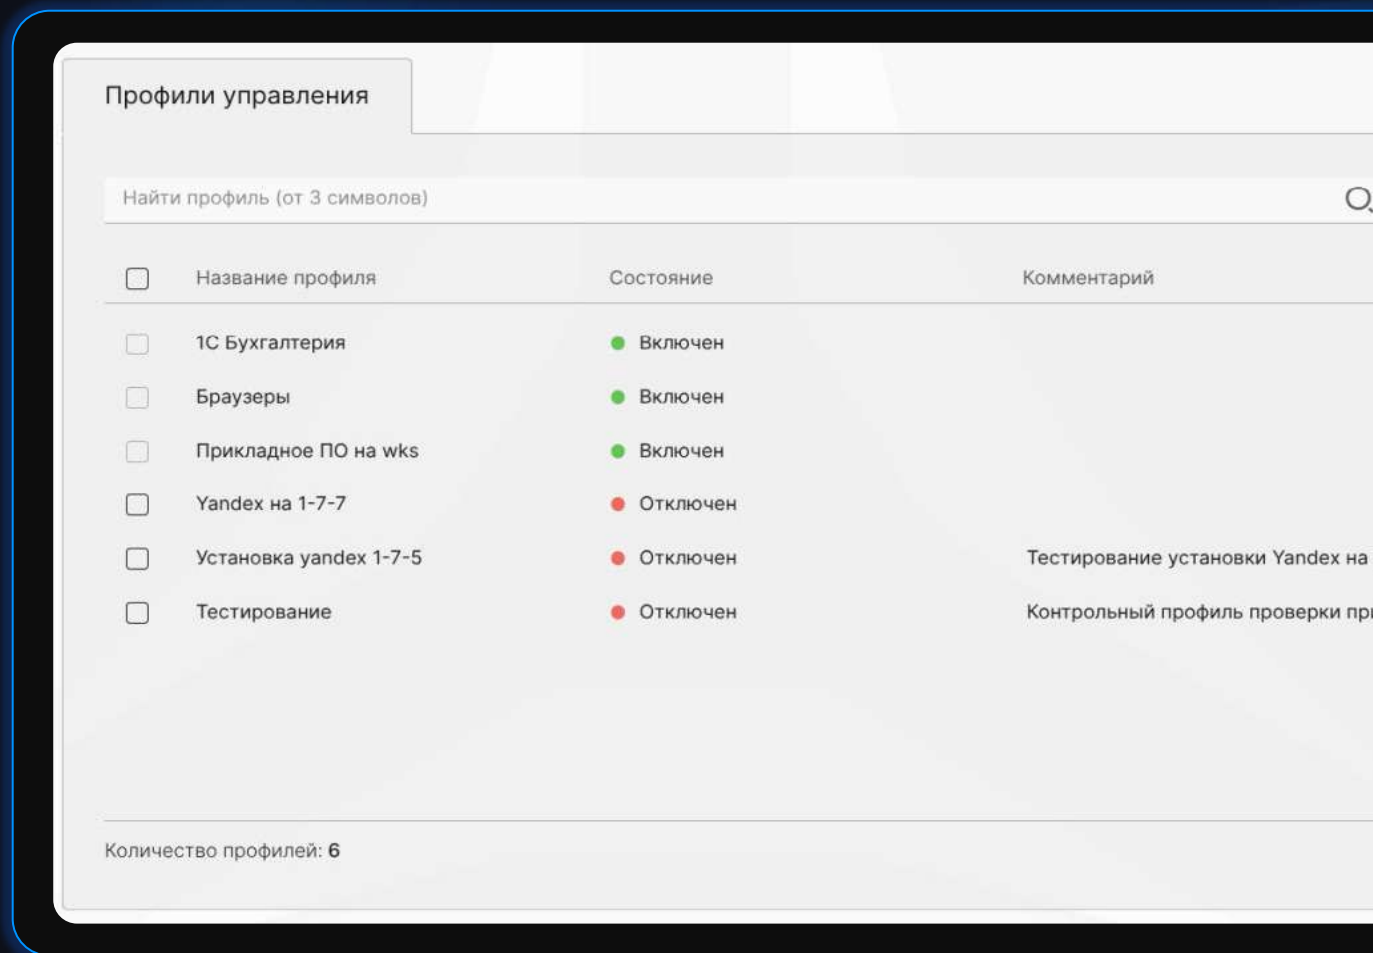 Профили управления
Найти профиль (от 3 символов)
Название профиля Состояние Комментарий
1С Бухгалтерия Включен
Браузеры Включен
Прикладное ПО на wks Включен
Yandex на 1-7-7 Отключен
Установка yandex 1-7-5 Отключен Тестирование установки Yandex на
Тестирование Отключен Контрольный профиль проверки
Количество профилей: 6